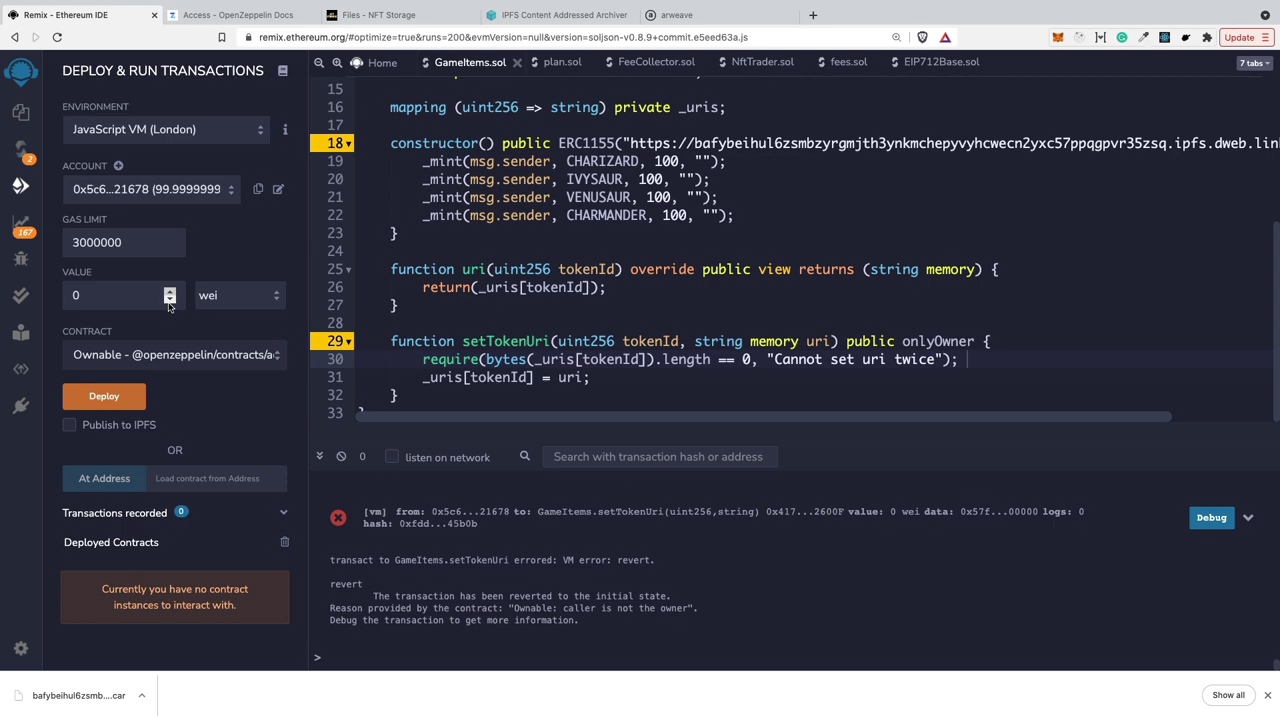 Remix - Ethereum IDE
Access - OpenZeppelin Docs
Files - NFT Storage
IPFS Content Addressed Archiver
arweave
remix.ethereum.org/#optimize=true&runs=200&evmVersion=null&version=soljson-v0.8.9+commit.e5eed63a.js
Update
DEPLOY & RUN TRANSACTIONS
Home
GameItems.sol
plan.sol
FeeCollector.sol
NftTrader.sol
fees.sol
EIP712Base.sol
7 tabs
ENVIRONMENT
JavaScript VM (London)
ACCOUNT
0x5c6...21678 (99.9999999
GAS LIMIT
3000000
VALUE
0
wei
CONTRACT
Ownable - @openzeppelin/contracts/a
Deploy
Publish to IPFS
OR
At Address
Load contract from Address
Transactions recorded 0
Deployed Contracts
Currently you have no contract
instances to interact with.
2
167
15
16 mapping (uint256 => string) private _uris;
17
18 constructor() public ERC1155("https://bafybeihul6zsmbzyrgmjth3ynkmchepyvyhcwecn2yxc57ppqgpvr35zsq.ipfs.dweb.lin
19 _mint(msg.sender, CHARIZARD, 100, "");
20 _mint(msg.sender, IVYSAUR, 100, "");
21 _mint(msg.sender, VENUSAUR, 100, "");
22 _mint(msg.sender, CHARMANDER, 100, "");
23 }
24
25 function uri(uint256 tokenId) override public view returns (string memory) {
26 return(_uris[tokenId]);
27 }
28
29 function setTokenUri(uint256 tokenId, string memory uri) public onlyOwner {
30 require(bytes(_uris[tokenId]).length == 0, "Cannot set uri twice");
31 _uris[tokenId] = uri;
32 }
33 }
0
listen on network
Search with transaction hash or address
[vm] from: 0x5c6...21678 to: GameItems.setTokenUri(uint256,string) 0x417...2600F value: 0 wei data: 0x57f...00000 logs: 0
hash: 0xfdd...45b0b
Debug
transact to GameItems.setTokenUri errored: VM error: revert.
revert
The transaction has been reverted to the initial state.
Reason provided by the contract: "Ownable: caller is not the owner".
Debug the transaction to get more information.
>
bafybeihul6zsmb....car
Show all